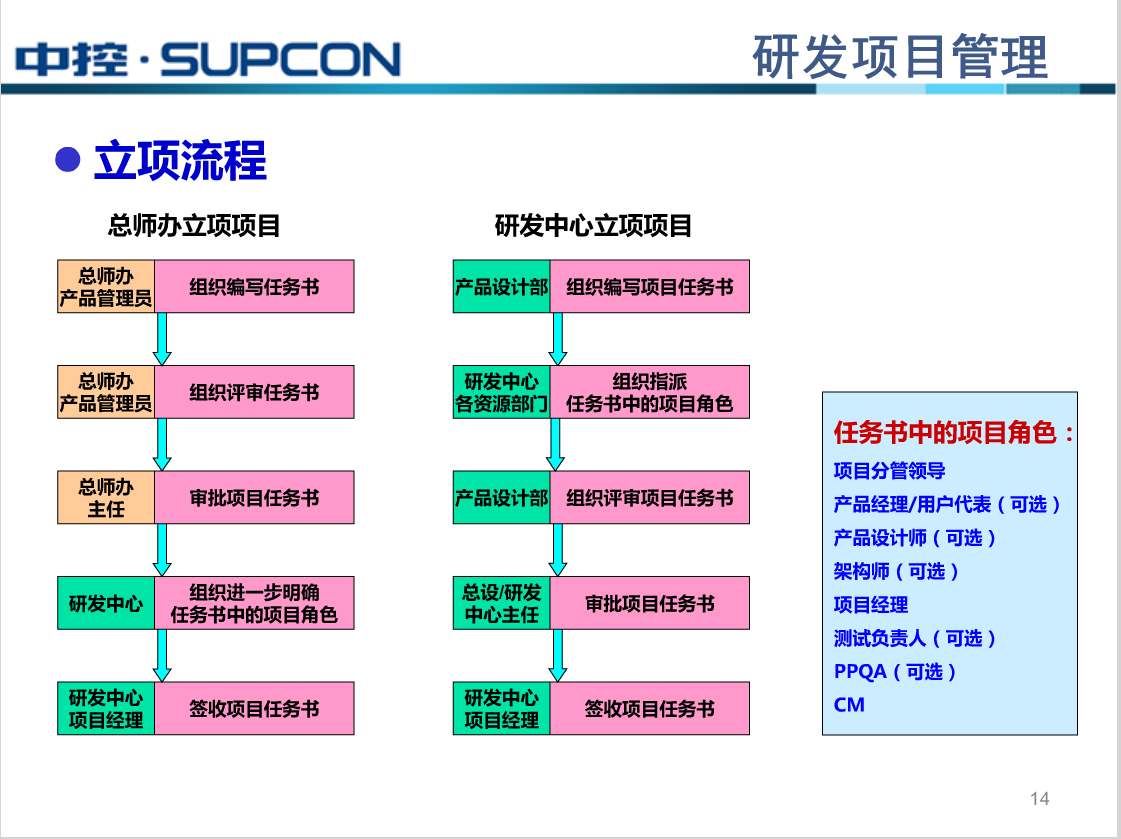 中控·SUPCON
研发项目管理
立项流程
总师办立项项目
总师办
产品管理员
组织编写任务书
总师办
产品管理员
组织评审任务书
总师办
主任
审批项目任务书
研发中心
组织进一步明确
任务书中的项目角色
研发中心
项目经理
签收项目任务书
研发中心立项项目
产品设计部
组织编写项目任务书
研发中心
各资源部门
组织指派
任务书中的项目角色
产品设计部
组织评审项目任务书
总设/研发
中心主任
审批项目任务书
研发中心
项目经理
签收项目任务书
任务书中的项目角色：
项目分管领导
产品经理/用户代表（可选）
产品设计师（可选）
架构师（可选）
项目经理
测试负责人（可选）
PPQA（可选）
CM
14